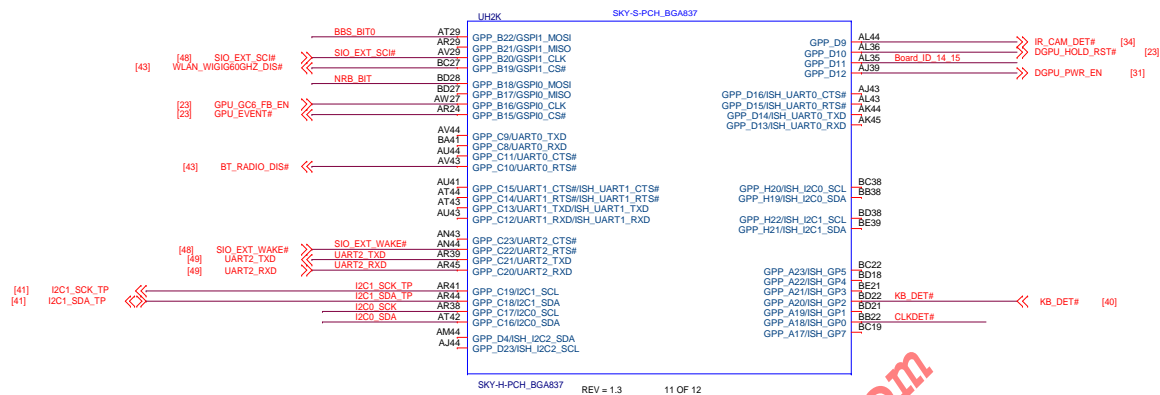 UH2K
SKY-S-PCH_BGA837
BBS_BIT0 AT29 GPP_B22/GSPI1_MOSI
AR29 GPP_B21/GSPI1_MISO
[48] SIO_EXT_SCI# SIO_EXT_SCI# AV29 GPP_B20/GSPI1_CLK
[43] WLAN_WIGIG60GHZ_DIS# BC27 GPP_B19/GSPI1_CS#
NRB_BIT BD28 GPP_B18/GSPI0_MOSI
BD27 GPP_B17/GSPI0_MISO
[23] GPU_GC6_FB_EN AW27 GPP_B16/GSPI0_CLK
[23] GPU_EVENT# AR24 GPP_B15/GSPI0_CS#
AV44 GPP_C9/UART0_TXD
BA41 GPP_C8/UART0_RXD
AU44 GPP_C11/UART0_CTS#
[43] BT_RADIO_DIS# AV43 GPP_C10/UART0_RTS#
AU41 GPP_C15/UART1_CTS#/ISH_UART1_CTS#
AT44 GPP_C14/UART1_RTS#/ISH_UART1_RTS#
AT43 GPP_C13/UART1_TXD/ISH_UART1_TXD
AU43 GPP_C12/UART1_RXD/ISH_UART1_RXD
AN43 GPP_C23/UART2_CTS#
[48] SIO_EXT_WAKE# SIO_EXT_WAKE# AN44 GPP_C22/UART2_RTS#
[49] UART2_TXD UART2_TXD AR39 GPP_C21/UART2_TXD
[49] UART2_RXD UART2_RXD AR45 GPP_C20/UART2_RXD
[41] I2C1_SCK_TP I2C1_SCK_TP AR41 GPP_C19/I2C1_SCL
[41] I2C1_SDA_TP I2C1_SDA_TP AR44 GPP_C18/I2C1_SDA
I2C0_SCK AR38 GPP_C17/I2C0_SCL
I2C0_SDA AT42 GPP_C16/I2C0_SDA
AM44 GPP_D4/ISH_I2C2_SDA
AJ44 GPP_D23/ISH_I2C2_SCL
GPP_D9 AL44 IR_CAM_DET# [34]
GPP_D10 AL36 DGPU_HOLD_RST# [23]
GPP_D11 AL35 Board_ID_14_15
GPP_D12 AJ39 DGPU_PWR_EN [31]
GPP_D16/ISH_UART0_CTS# AJ43
GPP_D15/ISH_UART0_RTS# AL43
GPP_D14/ISH_UART0_TXD AK44
GPP_D13/ISH_UART0_RXD AK45
GPP_H20/ISH_I2C0_SCL BC38
GPP_H19/ISH_I2C0_SDA BB38
GPP_H22/ISH_I2C1_SCL BD38
GPP_H21/ISH_I2C1_SDA BE39
GPP_A23/ISH_GP5 BC22
GPP_A22/ISH_GP4 BD18
GPP_A21/ISH_GP3 BE21
GPP_A20/ISH_GP2 BD22 KB_DET# KB_DET# [40]
GPP_A19/ISH_GP1 BD21
GPP_A18/ISH_GP0 BB22 CLKDET#
GPP_A17/ISH_GP7 BC19
SKY-H-PCH_BGA837 REV = 1.3 11 OF 12
om